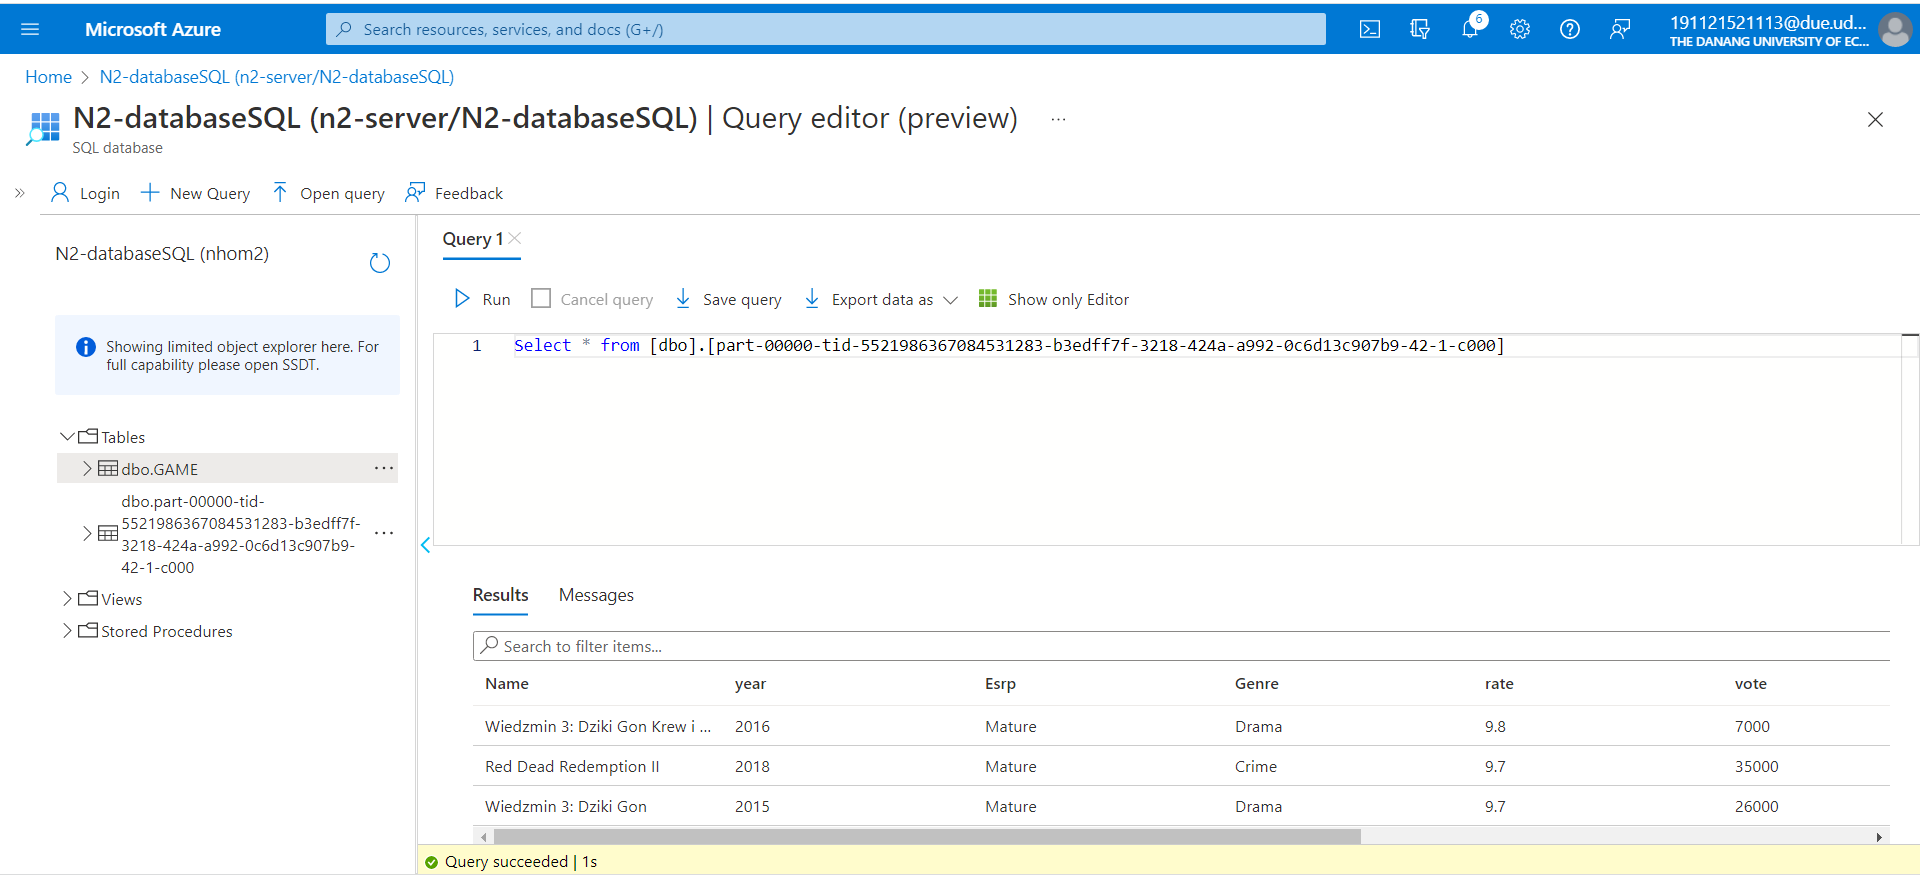 Microsoft Azure
Search resources, services, and docs (G+/)
6
191121521113@due.ud...
THE DANANG UNIVERSITY OF EC...
Home > N2-databaseSQL (n2-server/N2-databaseSQL)
N2-databaseSQL (n2-server/N2-databaseSQL) | Query editor (preview) ...
SQL database
Login New Query Open query Feedback
N2-databaseSQL (nhom2)
Showing limited object explorer here. For
full capability please open SSDT.
Tables
dbo.GAME
dbo.part-00000-tid-
5521986367084531283-b3edff7f-
3218-424a-a992-0c6d13c907b9-
42-1-c000
Views
Stored Procedures
Query 1
Run Cancel query Save query Export data as Show only Editor
1 Select * from [dbo].[part-00000-tid-5521986367084531283-b3edff7f-3218-424a-a992-0c6d13c907b9-42-1-c000]
Results Messages
Search to filter items...
Name year Esrp Genre rate vote
Wiedzmin 3: Dziki Gon Krew i ... 2016 Mature Drama 9.8 7000
Red Dead Redemption II 2018 Mature Crime 9.7 35000
Wiedzmin 3: Dziki Gon 2015 Mature Drama 9.7 26000
Query succeeded | 1s